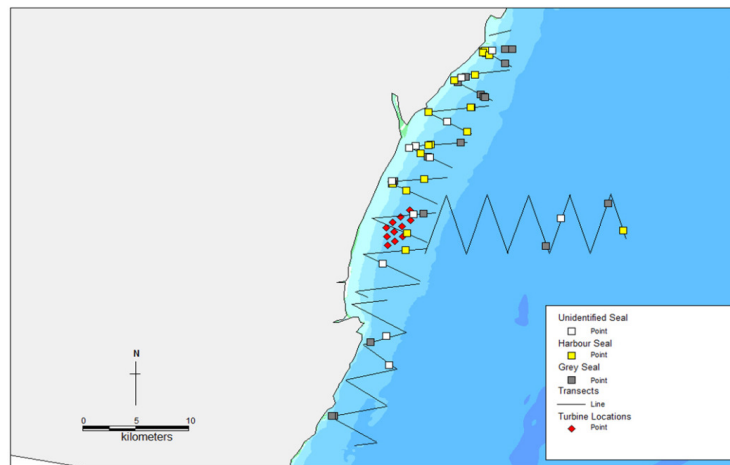 N
0 5 10
kilometers
Unidentified Seal
Point
Harbour Seal
Point
Grey Seal
Point
Transects
Line
Turbine Locations
Point